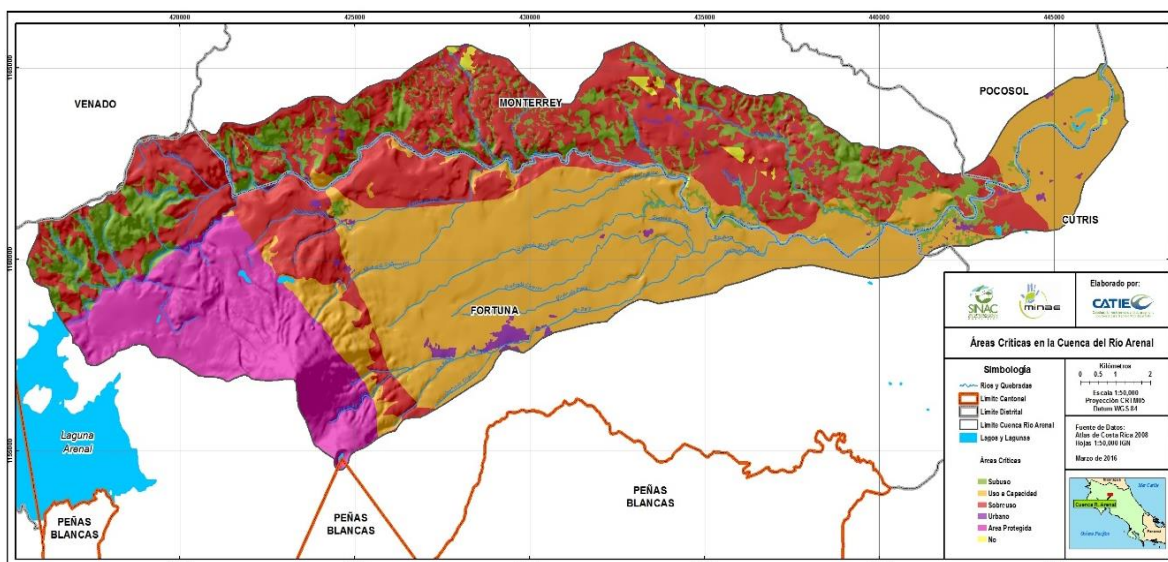 420000 425000 430000 435000 440000 445000
VENADO
MONTERREY
POCOSOL
CUTRIS
FORTUNA
Laguna
Arenal
PEÑAS
BLANCAS
PEÑAS
BLANCAS
PEÑAS
BLANCAS
SINAC
minae
Elaborado por:
CATIE
Áreas Críticas en la Cuenca del Río Arenal
Simbología
Ríos y Quebradas
Límite Cantonal
Límite Distrital
Límite Cuenca Río Arenal
Lagos y Lagunas
Áreas Críticas
Subuso
Uso a Capacidad
Sobreuso
Urbano
Area Protegida
No
Kilómetros
0 0.5 1 2
Escala 1:50,000
Proyección CRTM05
Datum WGS 84
Fuente de Datos:
Atlas de Costa Rica 2008
Hojas 1:50,000 IGN
Marzo de 2016
Mar Caribe
Cuenca R. Arenal